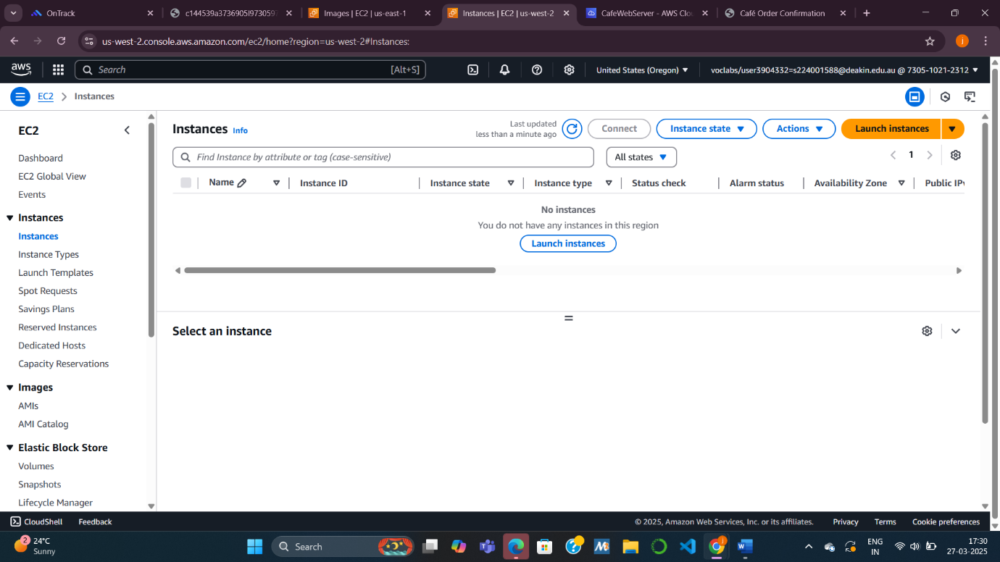 OnTrack
c144539a3736905l9730597
Images | EC2 | us-east-1
Instances | EC2 | us-west-2
CafeWebServer - AWS Clou
Café Order Confirmation
us-west-2.console.aws.amazon.com/ec2/home?region=us-west-2#Instances:
j
aws
Search
[Alt+S]
United States (Oregon)
voclabs/user3904332=s224001588@deakin.edu.au @ 7305-1021-2312
EC2
Instances
EC2
Dashboard
EC2 Global View
Events
Instances
Instances
Instance Types
Launch Templates
Spot Requests
Savings Plans
Reserved Instances
Dedicated Hosts
Capacity Reservations
Images
AMIs
AMI Catalog
Elastic Block Store
Volumes
Snapshots
Lifecycle Manager
Instances Info
Last updated
less than a minute ago
Connect
Instance state
Actions
Launch instances
Find Instance by attribute or tag (case-sensitive)
All states
1
Name
Instance ID
Instance state
Instance type
Status check
Alarm status
Availability Zone
Public IPv
No instances
You do not have any instances in this region
Launch instances
Select an instance
CloudShell
Feedback
© 2025, Amazon Web Services, Inc. or its affiliates.
Privacy
Terms
Cookie preferences
2
24°C
Sunny
Search
ENG
IN
17:30
27-03-2025